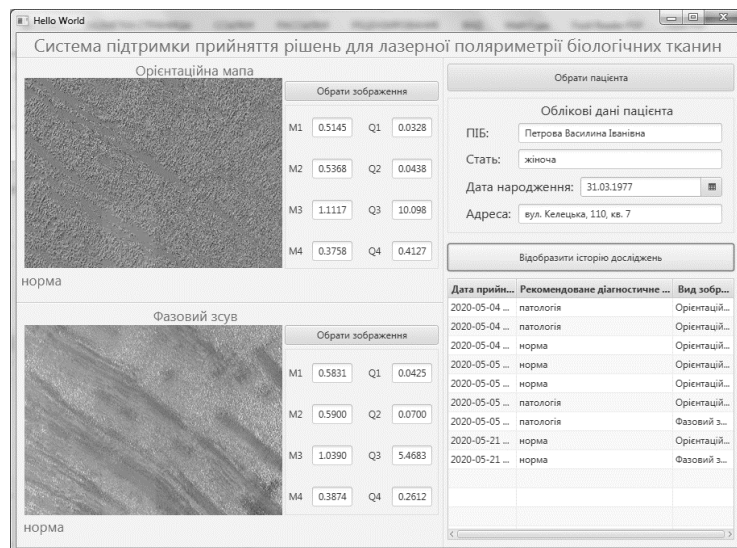 Hello World
Система підтримки прийняття рішень для лазерної поляриметрії біологічних тканин
Орієнтаційна мапа
Обрати зображення
M1 0.5145 Q1 0.0328
M2 0.5368 Q2 0.0438
M3 1.1117 Q3 10.098
M4 0.3758 Q4 0.4127
норма
Фазовий зсув
Обрати зображення
M1 0.5831 Q1 0.0425
M2 0.5900 Q2 0.0700
M3 1.0390 Q3 5.4683
M4 0.3874 Q4 0.2612
норма
Обрати пацієнта
Облікові дані пацієнта
ПІБ: Петрова Василина Іванівна
Стать: жіноча
Дата народження: 31.03.1977
Адреса: вул. Келецька, 110, кв. 7
Відобразити історію досліджень
Дата прийн... Рекомендоване діагностичне ... Вид зобр...
2020-05-04 ... патологія Орієнтацій...
2020-05-04 ... патологія Орієнтацій...
2020-05-04 ... норма Орієнтацій...
2020-05-05 ... норма Орієнтацій...
2020-05-05 ... норма Орієнтацій...
2020-05-05 ... патологія Орієнтацій...
2020-05-05 ... патологія Фазовий з...
2020-05-21 ... норма Орієнтацій...
2020-05-21 ... норма Фазовий з...